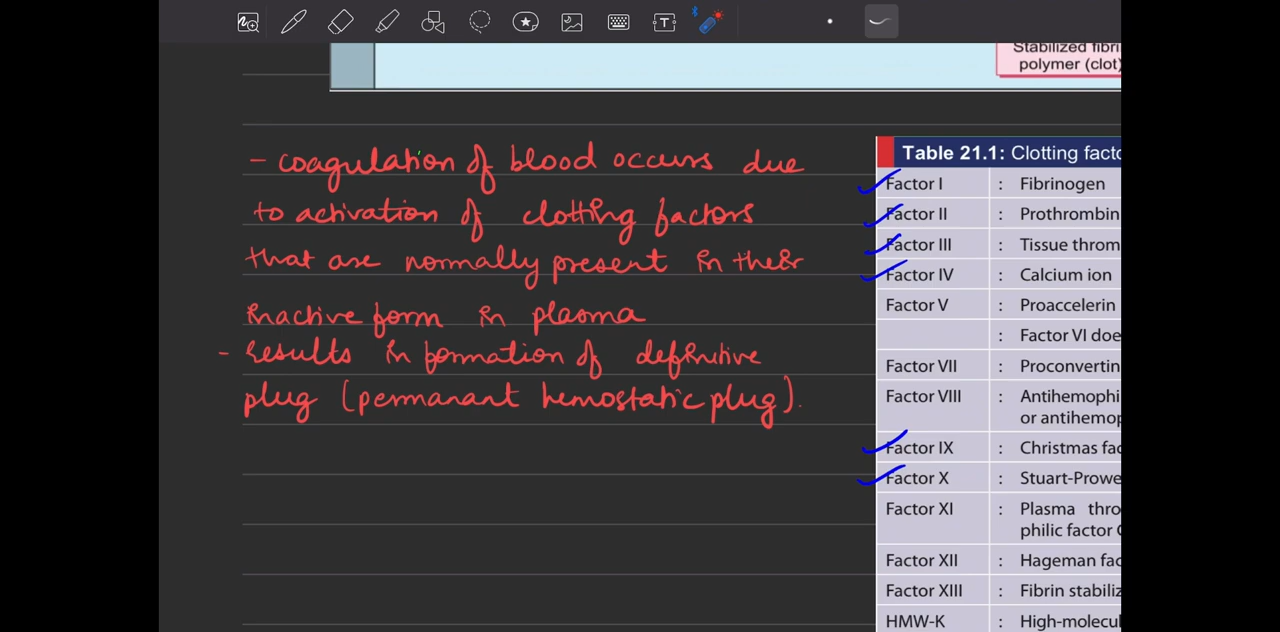 Stabilized fibri
polymer (clot)
- coagulation of blood occurs due
to activation of clotting factors
that are normally present in their
inactive form in plasma
- results in formation of definitive
plug (permanant hemostatic plug).
Table 21.1: Clotting facto
Factor I : Fibrinogen
Factor II : Prothrombin
Factor III : Tissue throm
Factor IV : Calcium ion
Factor V : Proaccelerin
: Factor VI doe
Factor VII : Proconvertin
Factor VIII : Antihemophi
or antihemop
Factor IX : Christmas fac
Factor X : Stuart-Prowe
Factor XI : Plasma thro
philic factor C
Factor XII : Hageman fac
Factor XIII : Fibrin stabiliz
HMW-K : High-molecul